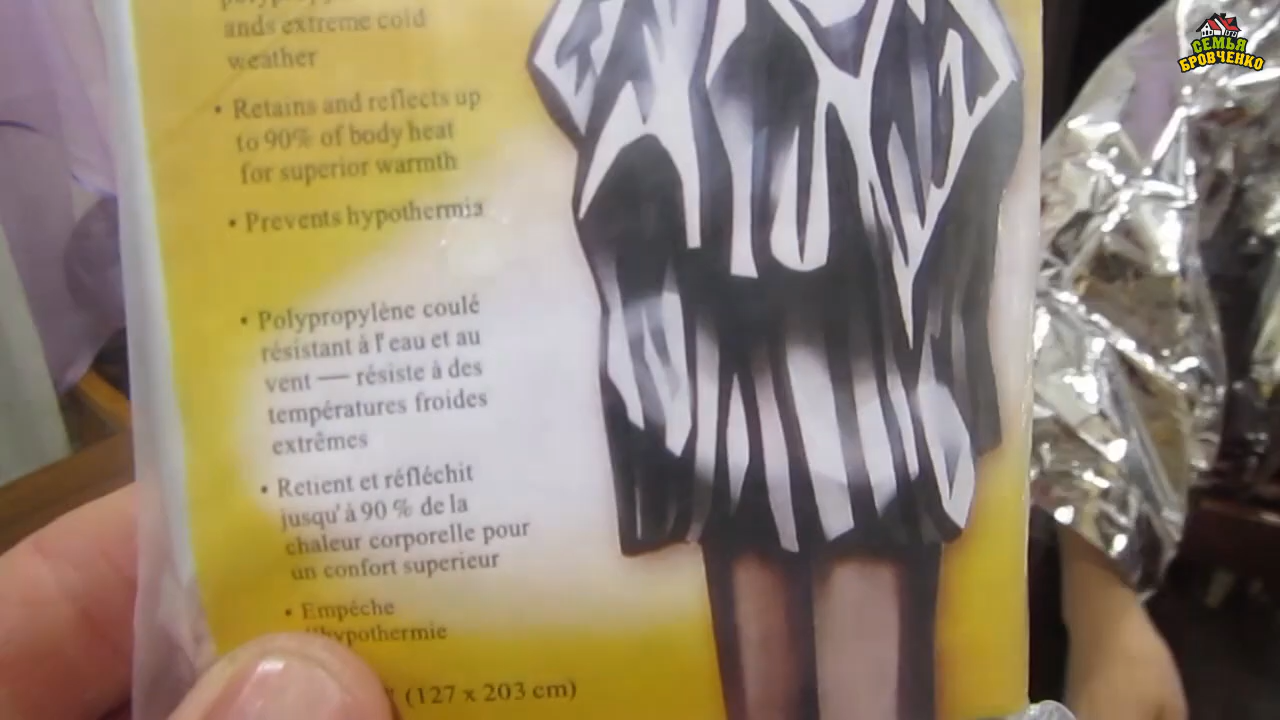 ands extreme cold
weather
• Retains and reflects up
to 90% of body heat
for superior warmth
• Prevents hypothermia
• Polypropylène coulé
résistant à l'eau et au
vent — résiste à des
températures froides
extrêmes
• Retient et réfléchit
jusqu'à 90 % de la
chaleur corporelle pour
un confort superieur
• Empêche
l'hypothermie
(127 x 203 cm)
СЕМЬЯ
БРОВЧЕНКО